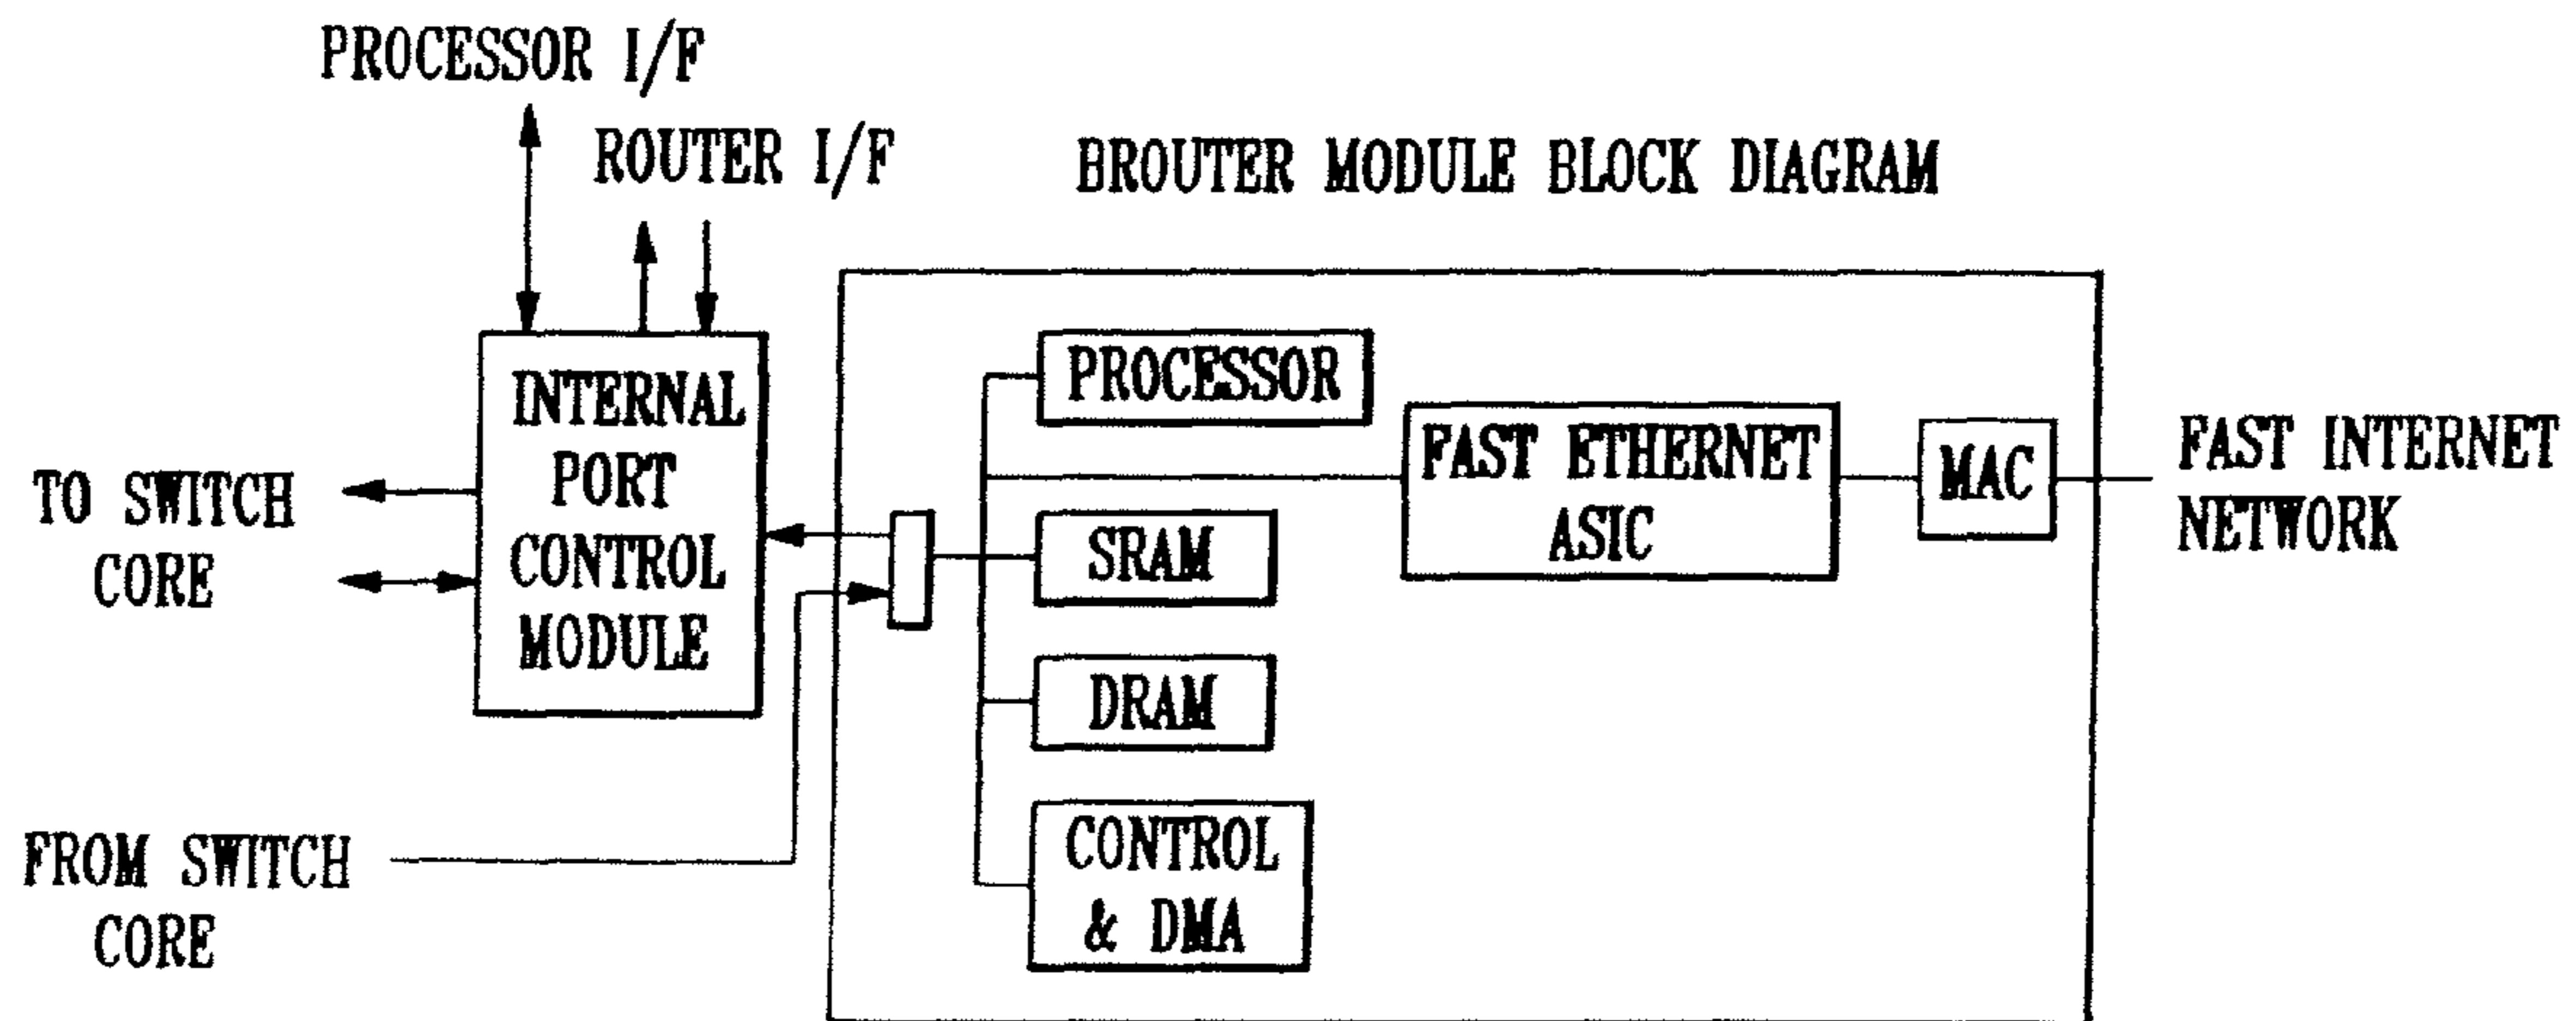 PROCESSOR I/F
ROUTER I/F
BROUTER MODULE BLOCK DIAGRAM
INTERNAL
PORT
CONTROL
MODULE
TO SWITCH
CORE
FROM SWITCH
CORE
PROCESSOR
SRAM
DRAM
CONTROL
& DMA
FAST ETHERNET
ASIC
MAC
FAST INTERNET
NETWORK